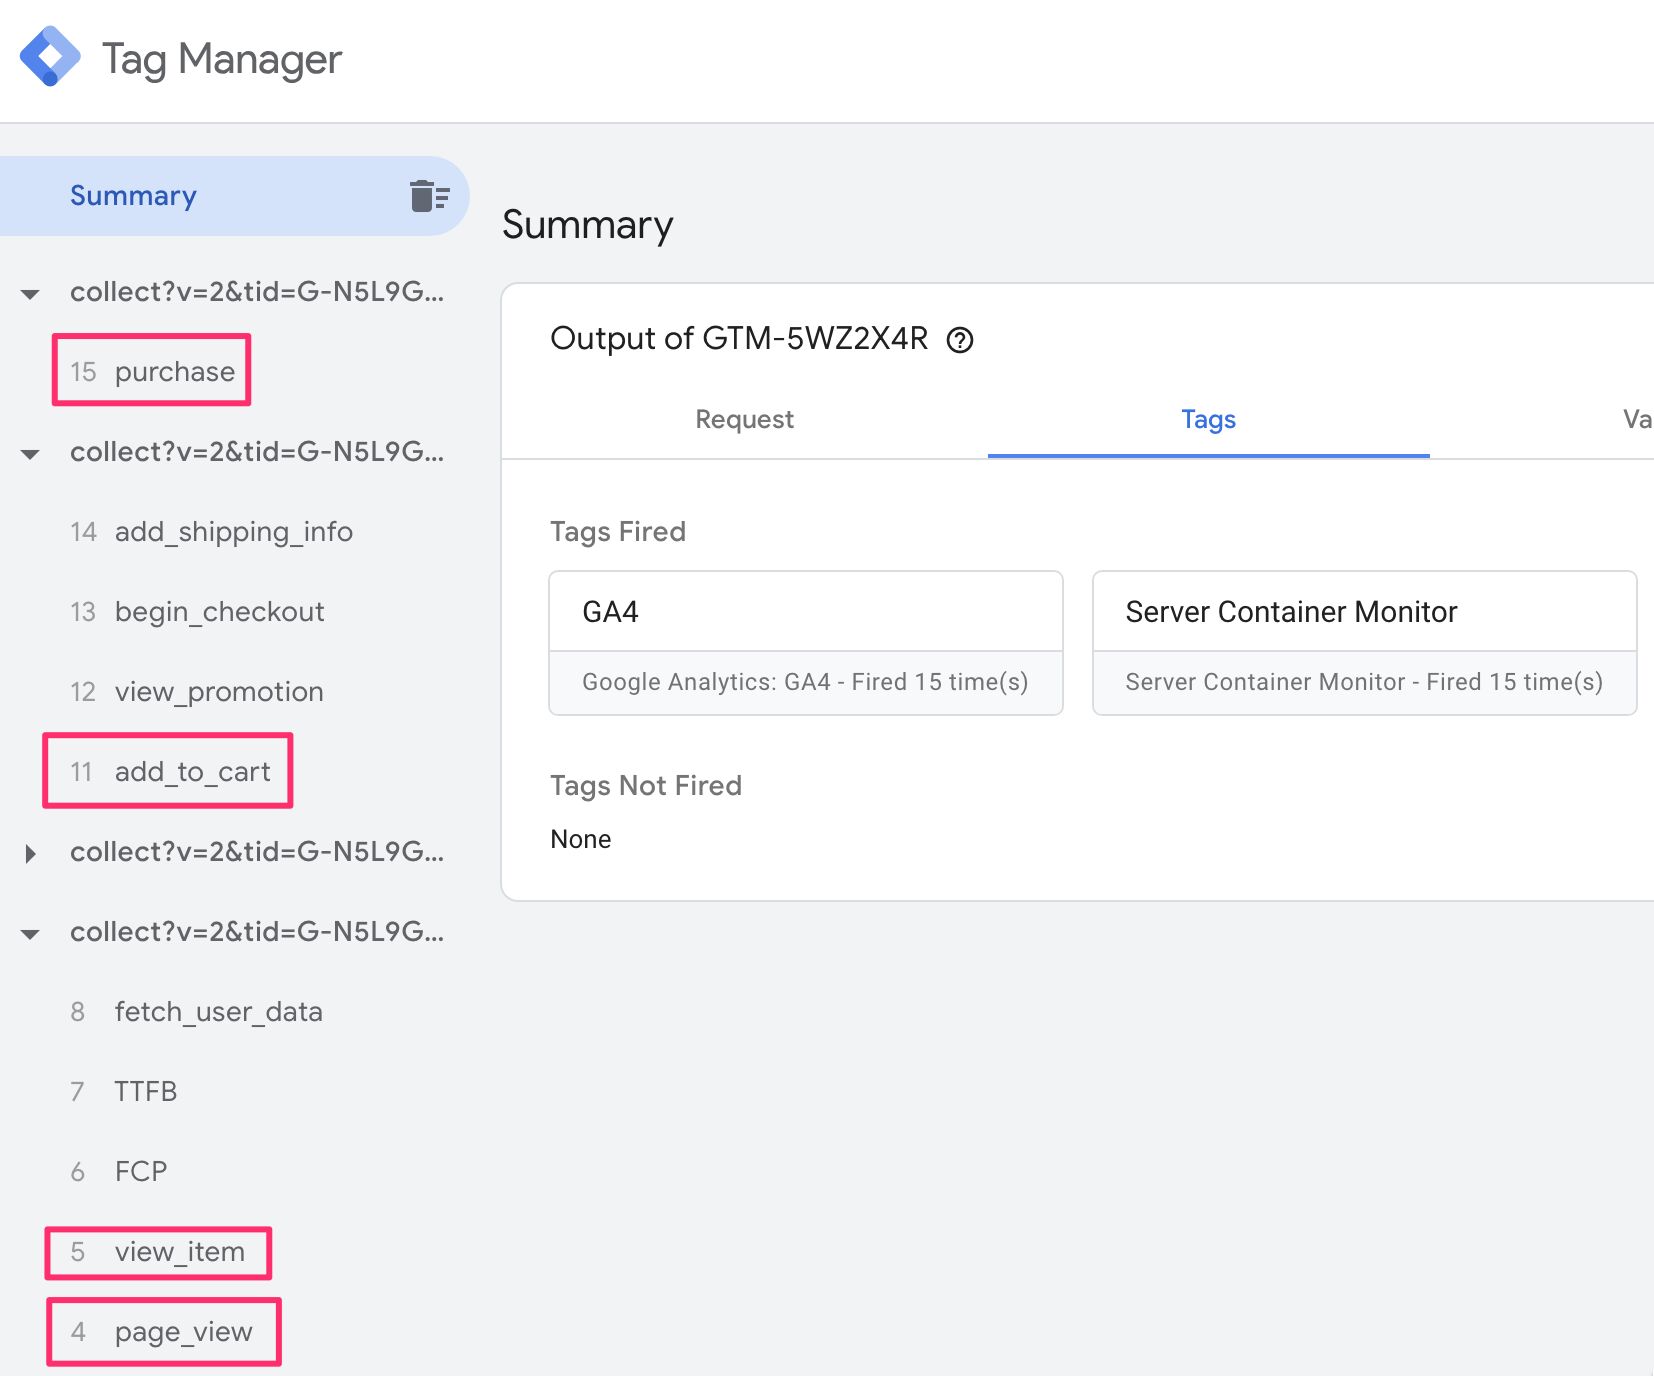 Tag Manager
Summary
collect?v=2&tid=G-N5L9G...
15 purchase
collect?v=2&tid=G-N5L9G...
14 add_shipping_info
13 begin_checkout
12 view_promotion
11 add_to_cart
collect?v=2&tid=G-N5L9G...
collect?v=2&tid=G-N5L9G...
8 fetch_user_data
7 TTFB
6 FCP
5 view_item
4 page_view
Summary
Output of GTM-5WZ2X4R
Request Tags Va
Tags Fired
GA4
Google Analytics: GA4 - Fired 15 time(s)
Server Container Monitor
Server Container Monitor - Fired 15 time(s)
Tags Not Fired
None